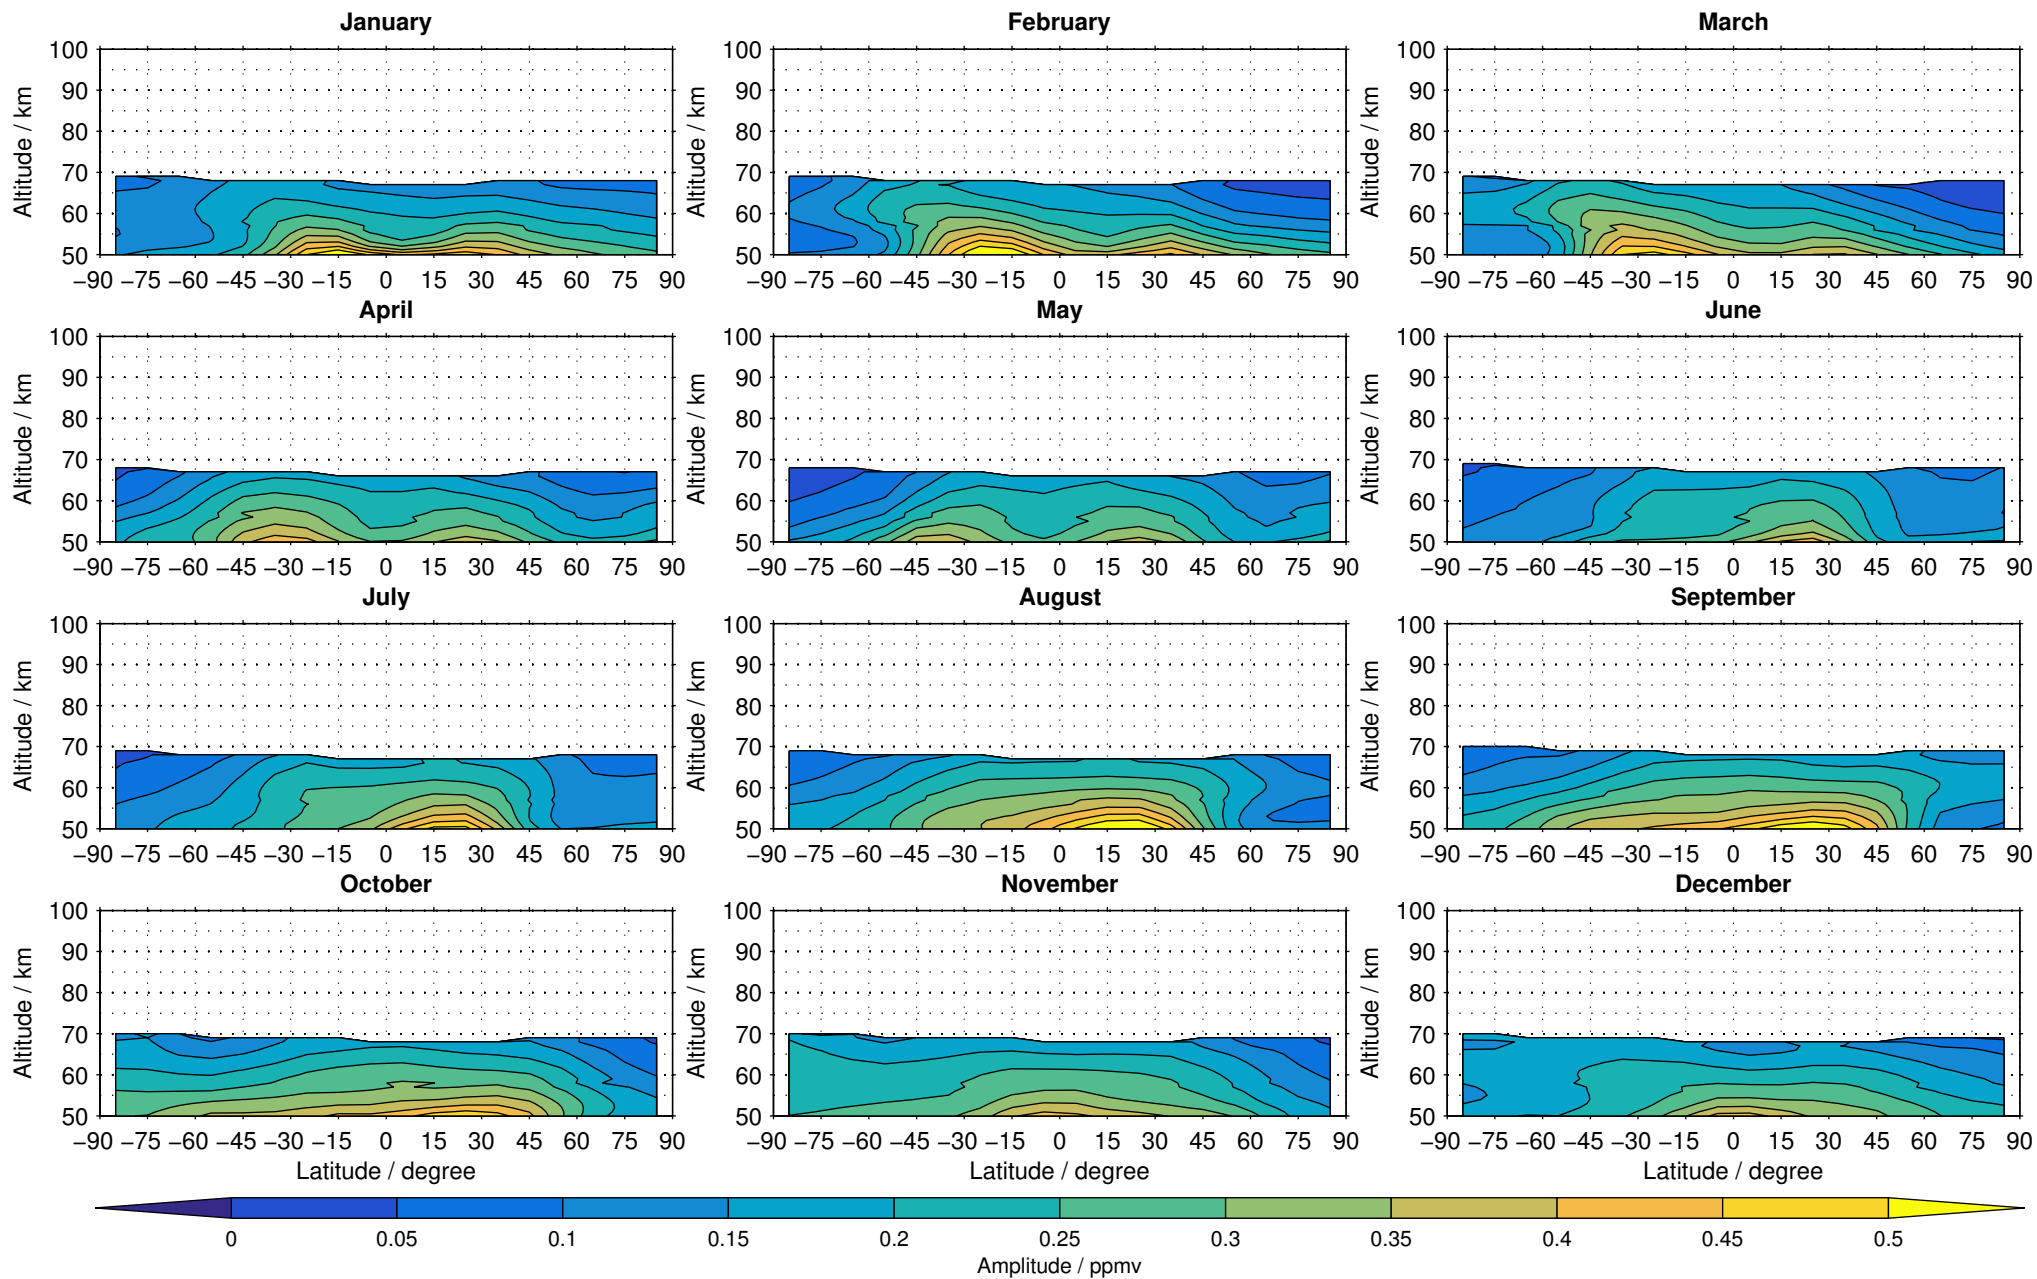 January February March
100 100 100
90 90 90
80 80 80
70 70 70
60 60 60
50 50 50
Altitude / km Altitude / km Altitude / km
−90 −75 −60 −45 −30 −15 0 15 30 45 60 75 90 −90 −75 −60 −45 −30 −15 0 15 30 45 60 75 90 −90 −75 −60 −45 −30 −15 0 15 30 45 60 75 90
April May June
100 100 100
90 90 90
80 80 80
70 70 70
60 60 60
50 50 50
Altitude / km Altitude / km Altitude / km
−90 −75 −60 −45 −30 −15 0 15 30 45 60 75 90 −90 −75 −60 −45 −30 −15 0 15 30 45 60 75 90 −90 −75 −60 −45 −30 −15 0 15 30 45 60 75 90
July August September
100 100 100
90 90 90
80 80 80
70 70 70
60 60 60
50 50 50
Altitude / km Altitude / km Altitude / km
−90 −75 −60 −45 −30 −15 0 15 30 45 60 75 90 −90 −75 −60 −45 −30 −15 0 15 30 45 60 75 90 −90 −75 −60 −45 −30 −15 0 15 30 45 60 75 90
October November December
100 100 100
90 90 90
80 80 80
70 70 70
60 60 60
50 50 50
Altitude / km Altitude / km Altitude / km
−90 −75 −60 −45 −30 −15 0 15 30 45 60 75 90 −90 −75 −60 −45 −30 −15 0 15 30 45 60 75 90 −90 −75 −60 −45 −30 −15 0 15 30 45 60 75 90
Latitude / degree Latitude / degree Latitude / degree
0 0.05 0.1 0.15 0.2 0.25 0.3 0.35 0.4 0.45 0.5
Amplitude / ppmv